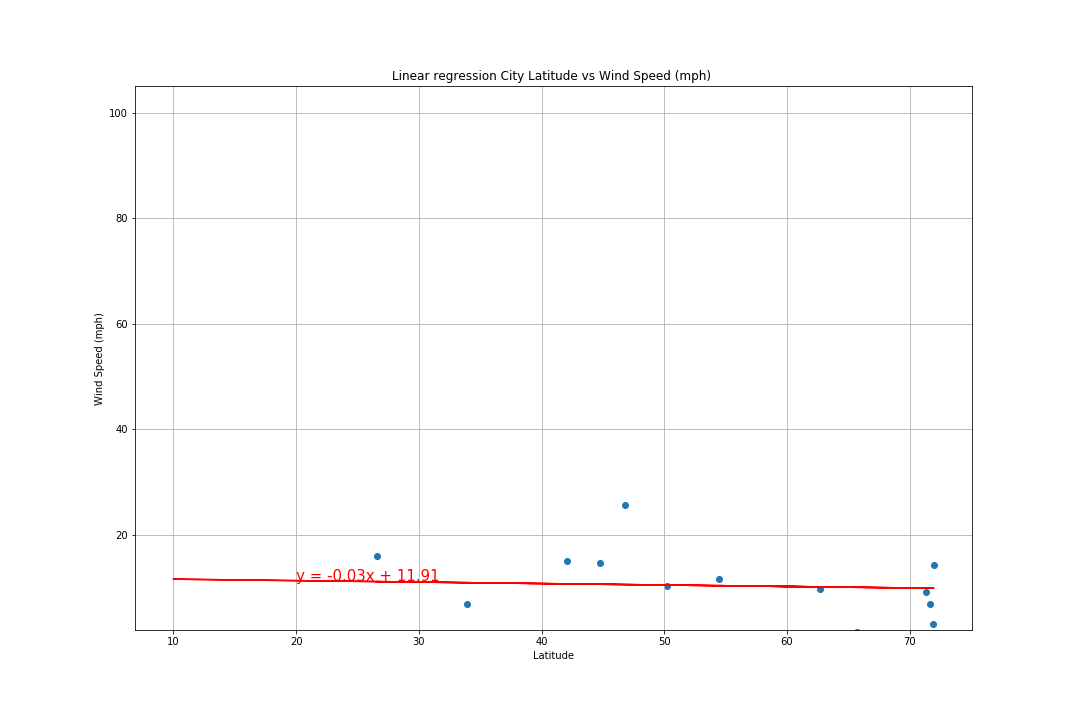 Linear regression City Latitude vs Wind Speed (mph)
100
80
60
40
20
Wind Speed (mph)
y = -0.03x + 11.91
10 20 30 40 50 60 70
Latitude